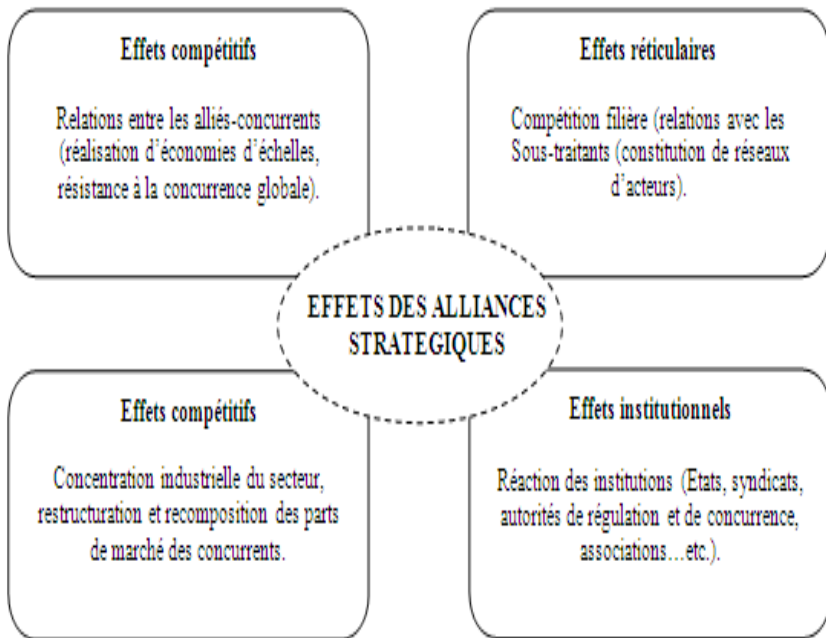 Effets compétitifs
Relations entre les alliés-concurrents
(réalisation d'économies d'échelles,
résistance à la concurrence globale).
Effets réticulaires
Compétition filière (relations avec les
Sous-traitants (constitution de réseaux
d'acteurs).
EFFETS DES ALLIANCES
STRATEGIQUES
Effets compétitifs
Concentration industrielle du secteur,
restructuration et recomposition des parts
de marché des concurrents.
Effets institutionnels
Réaction des institutions (Etats, syndicats,
autorités de régulation et de concurrence,
associations…etc.).